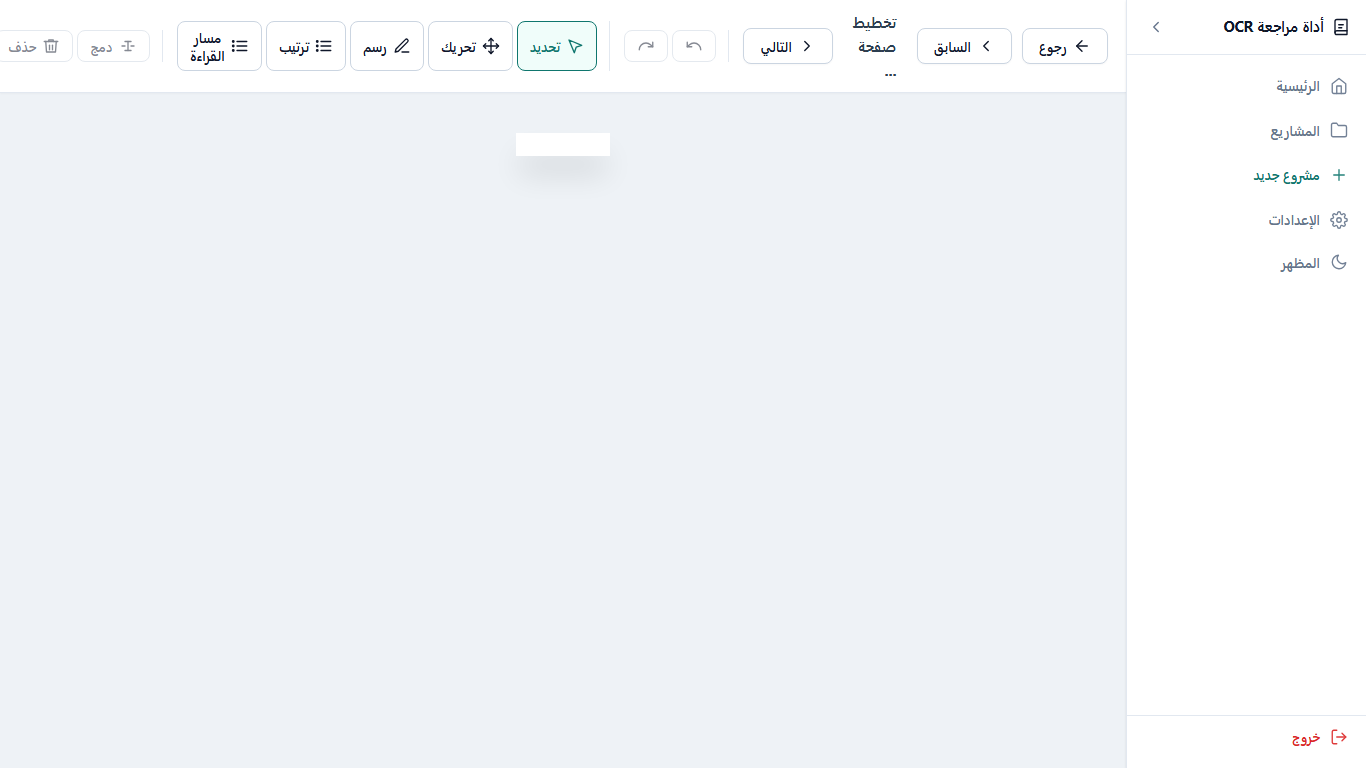 أداة مراجعة OCR
الرئيسية
المشاريع
مشروع جديد
الإعدادات
المظهر
خروج
رجوع
السابق
تخطيط
صفحة
...
التالي
تحديد
تحريك
رسم
ترتيب
مسار
القراءة
دمج
حذف